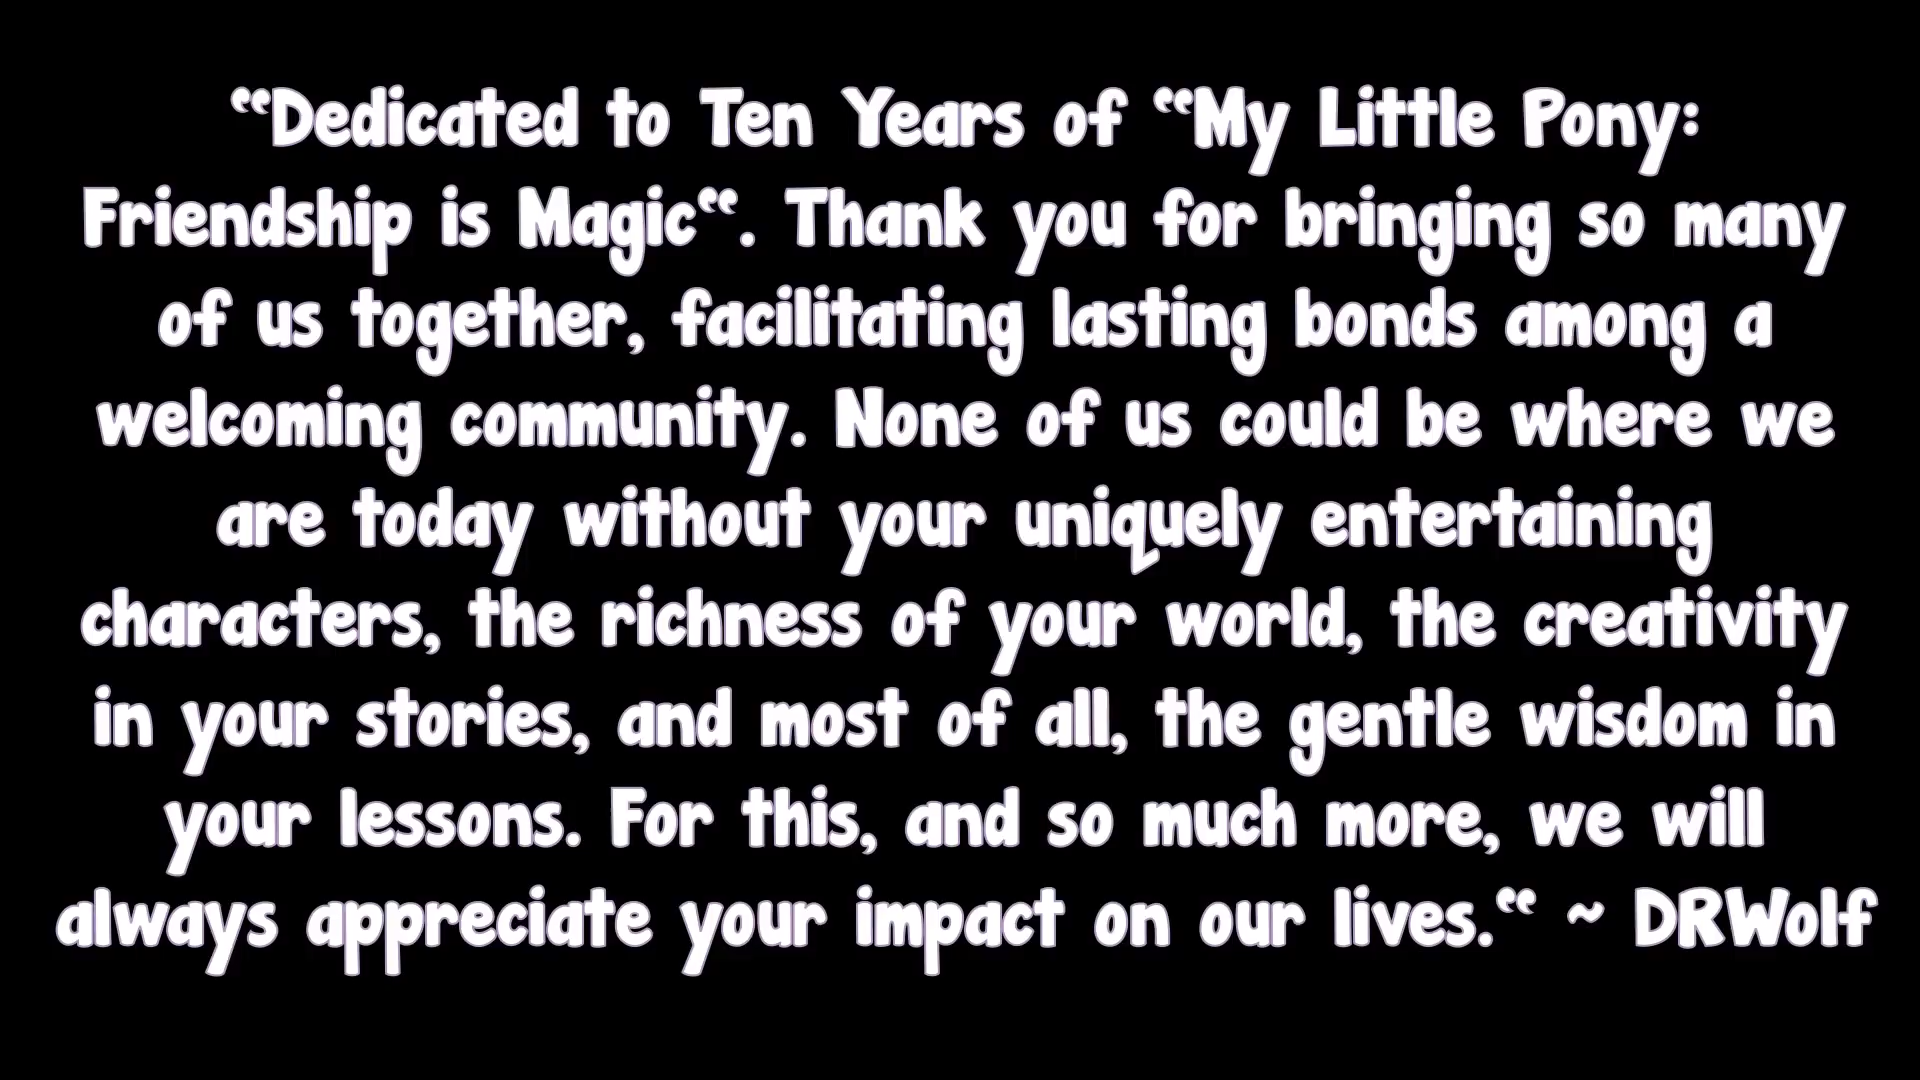 “Dedicated to Ten Years of “My Little Pony:
Friendship is Magic“. Thank you for bringing so many
of us together, facilitating lasting bonds among a
welcoming community. None of us could be where we
are today without your uniquely entertaining
characters, the richness of your world, the creativity
in your stories, and most of all, the gentle wisdom in
your lessons. For this, and so much more, we will
always appreciate your impact on our lives.“ ~ DRWolf